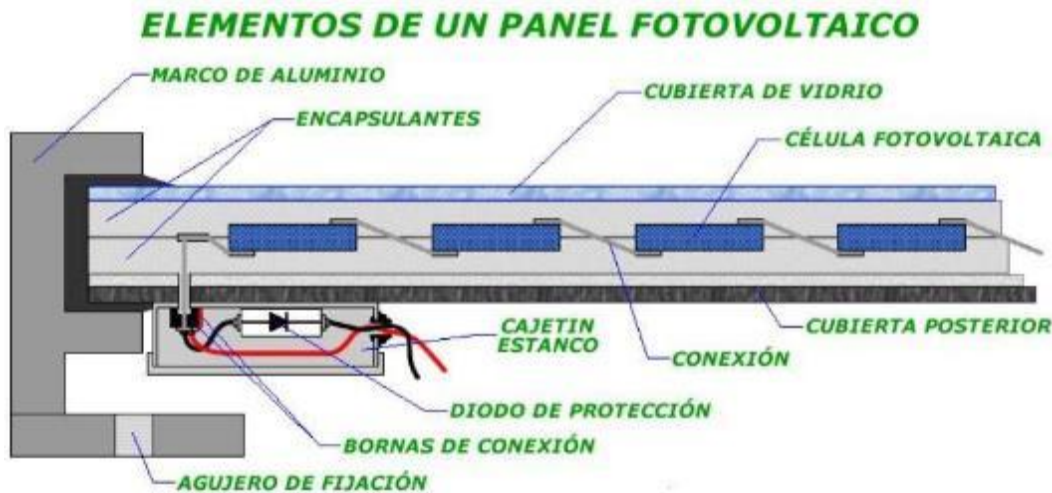 ELEMENTOS DE UN PANEL FOTOVOLTAICO
MARCO DE ALUMINIO
CUBIERTA DE VIDRIO
ENCAPSULANTES
CÉLULA FOTOVOLTAICA
CAJETIN
ESTANCO
CUBIERTA POSTERIOR
CONEXIÓN
DIODO DE PROTECCIÓN
BORNAS DE CONEXIÓN
AGUJERO DE FIJACIÓN